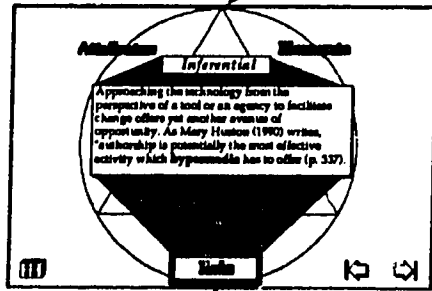 Attributes Elements
Inferential
Approaching the technology from the
perspective of a tool or an agency to facilitate
change offers yet another avenue of
opportunity. As Mary Huston (1990) writes,
"authorship is potentially the most effective
activity which hypermedia has to offer (p. 337).